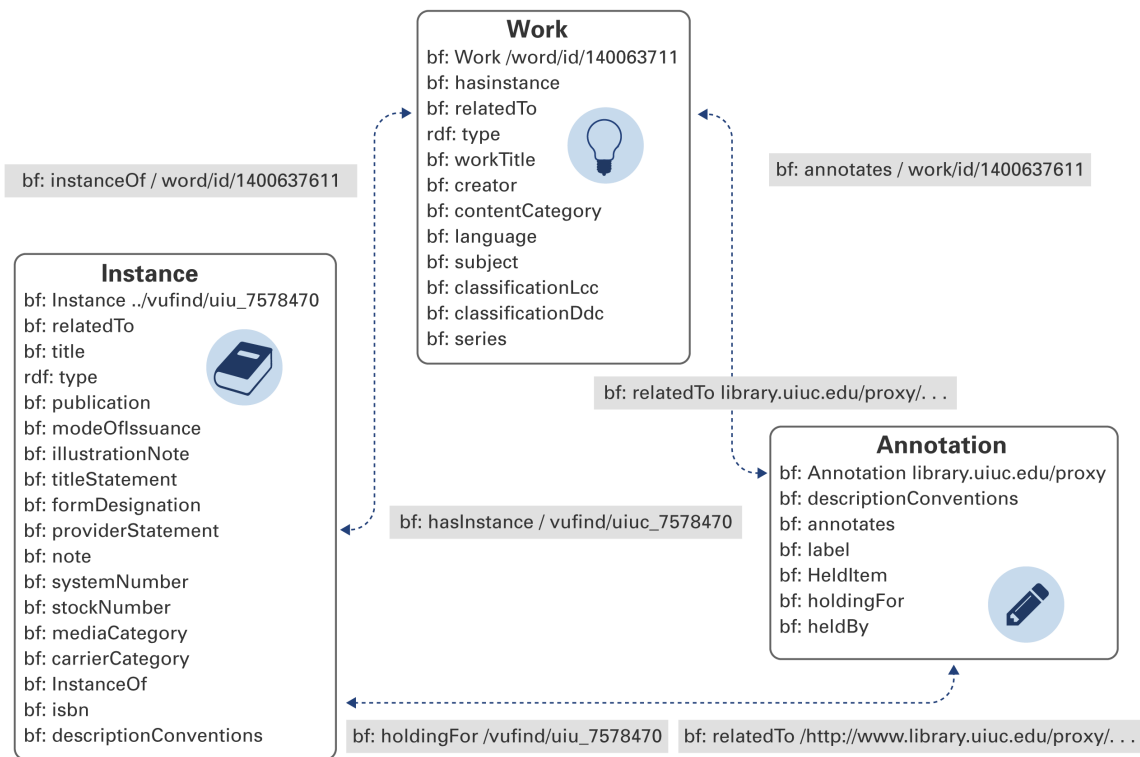 Work
bf: Work /word/id/140063711
bf: hasinstance
bf: relatedTo
rdf: type
bf: workTitle
bf: creator
bf: contentCategory
bf: language
bf: subject
bf: classificationLcc
bf: classificationDdc
bf: series
bf: instanceOf / word/id/1400637611
bf: annotates / work/id/1400637611
Instance
bf: Instance ../vufind/uiu_7578470
bf: relatedTo
bf: title
rdf: type
bf: publication
bf: modeOfIssuance
bf: illustrationNote
bf: titleStatement
bf: formDesignation
bf: providerStatement
bf: note
bf: systemNumber
bf: stockNumber
bf: mediaCategory
bf: carrierCategory
bf: InstanceOf
bf: isbn
bf: descriptionConventions
bf: relatedTo library.uiuc.edu/proxy/. . .
bf: hasInstance / vufind/uiuc_7578470
Annotation
bf: Annotation library.uiuc.edu/proxy
bf: descriptionConventions
bf: annotates
bf: label
bf: HeldItem
bf: holdingFor
bf: heldBy
bf: holdingFor /vufind/uiu_7578470
bf: relatedTo /http://www.library.uiuc.edu/proxy/. . .